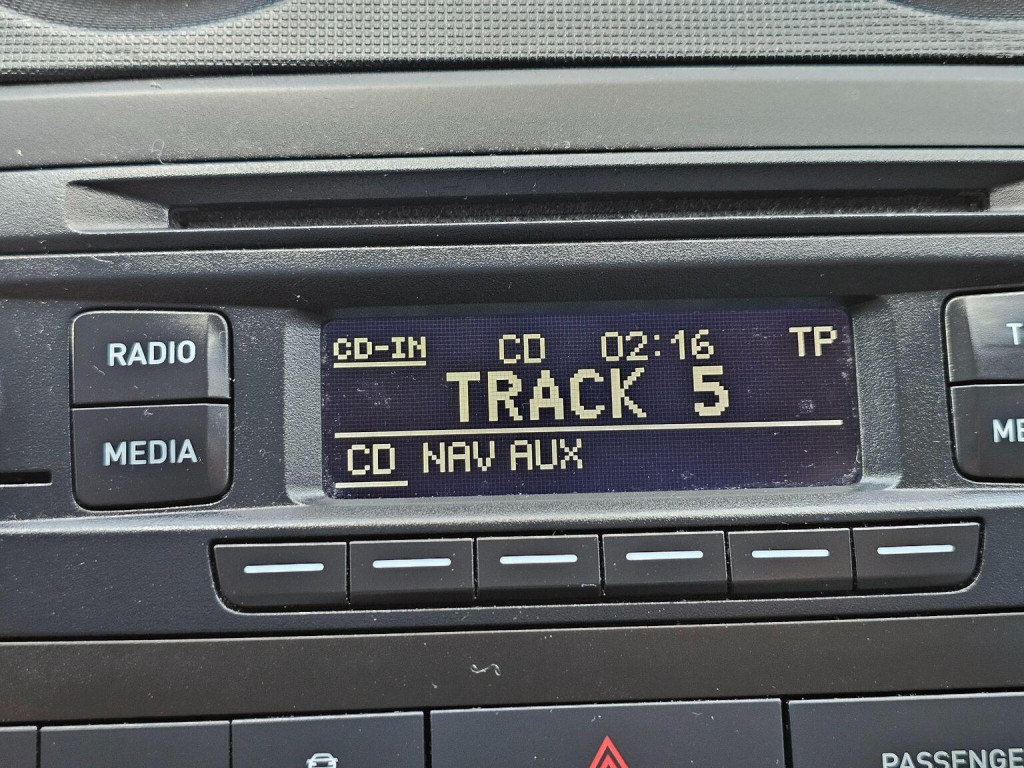 RADIO
MEDIA
CD-IN CD 02:16 TP
TRACK 5
CD NAV AUX